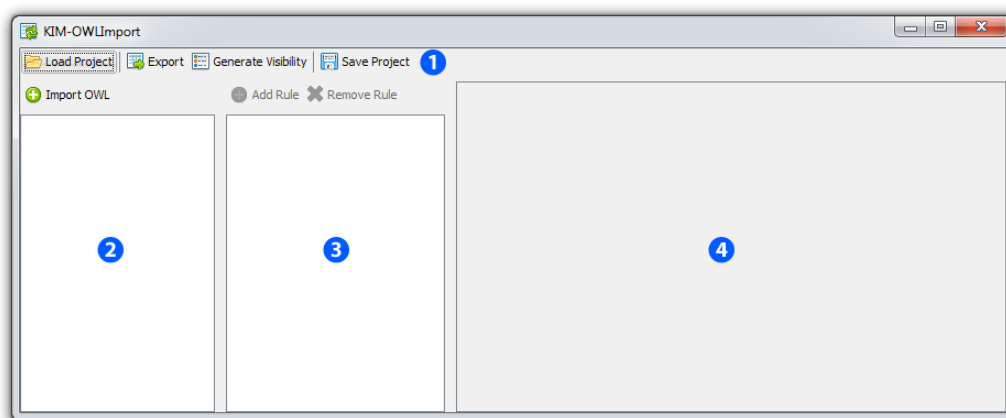 KIM-OWLImport
Load Project Export Generate Visibility Save Project 1
Import OWL Add Rule Remove Rule
2 3 4